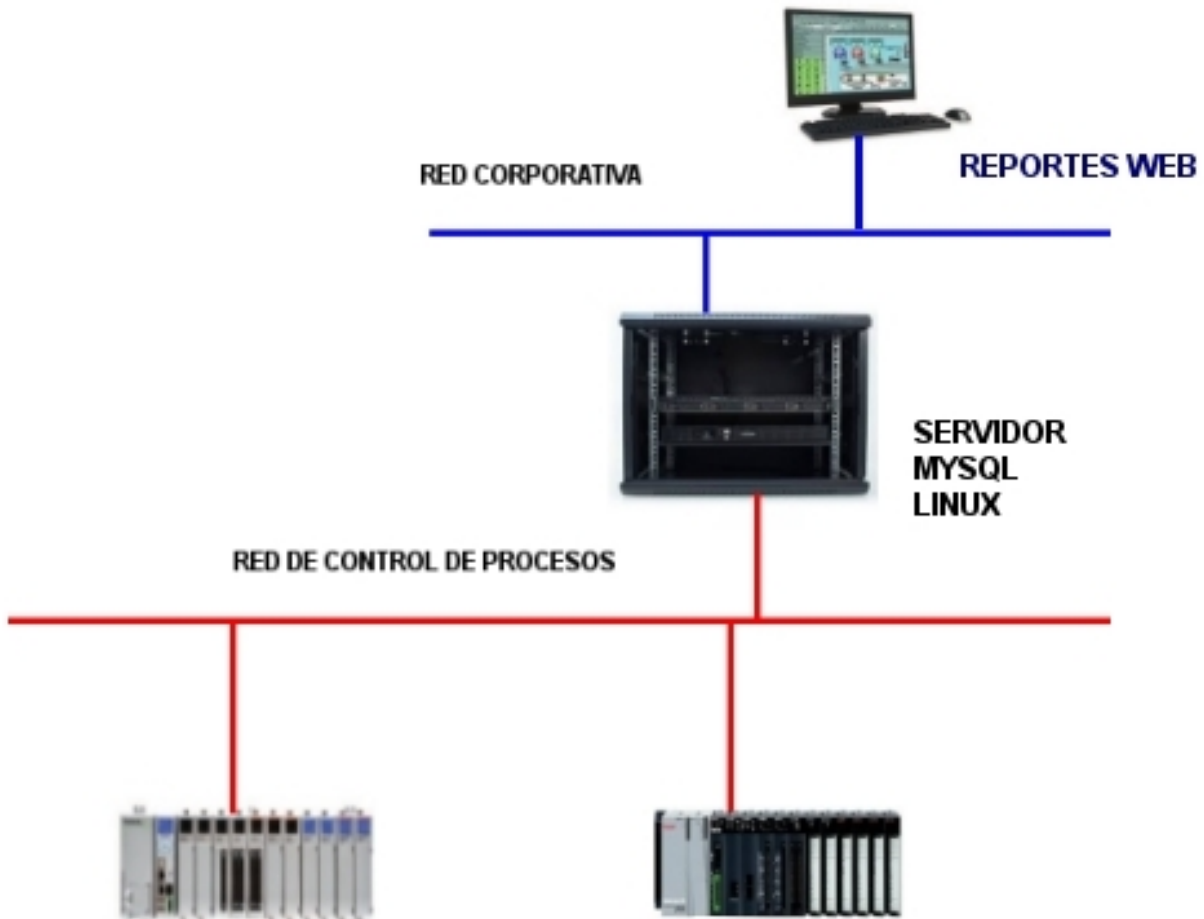 RED CORPORATIVA
REPORTES WEB
SERVIDOR
MYSQL
LINUX
RED DE CONTROL DE PROCESOS